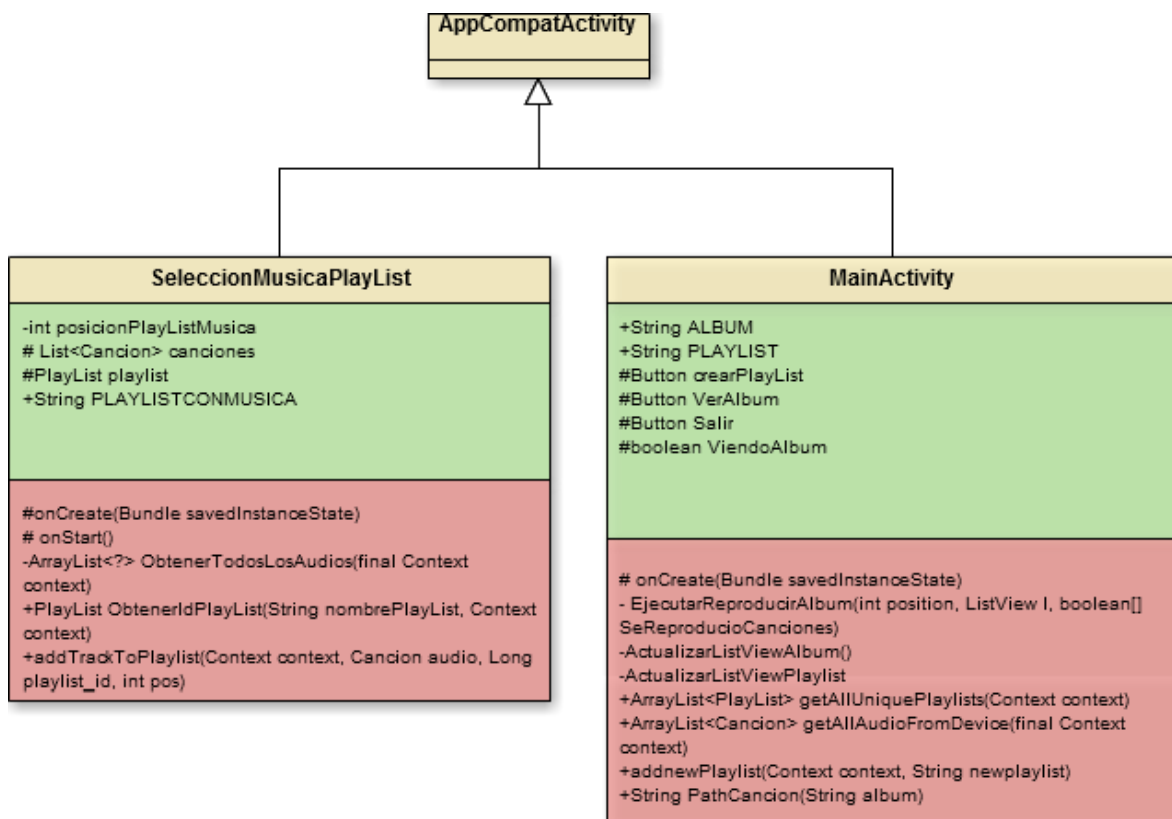 AppCompatActivity
SeleccionMusicaPlayList
-int posicionPlayListMusica
# List<Cancion> canciones
#PlayList playlist
+String PLAYLISTCONMUSICA
#onCreate(Bundle savedInstanceState)
# onStart()
-ArrayList<?> ObtenerTodosLosAudios(final Context
context)
+PlayList ObtenerIdPlayList(String nombrePlayList, Context
context)
+addTrackToPlaylist(Context context, Cancion audio, Long
playlist_id, int pos)
MainActivity
+String ALBUM
+String PLAYLIST
#Button crearPlayList
#Button VerAlbum
#Button Salir
#boolean ViendoAlbum
# onCreate(Bundle savedInstanceState)
- EjecutarReproducirAlbum(int position, ListView l, boolean[]
SeReproducioCanciones)
-ActualizarListViewAlbum()
-ActualizarListViewPlaylist
+ArrayList<PlayList> getAllUniquePlaylists(Context context)
+ArrayList<Cancion> getAllAudioFromDevice(final Context
context)
+addnewPlaylist(Context context, String newplaylist)
+String PathCancion(String album)